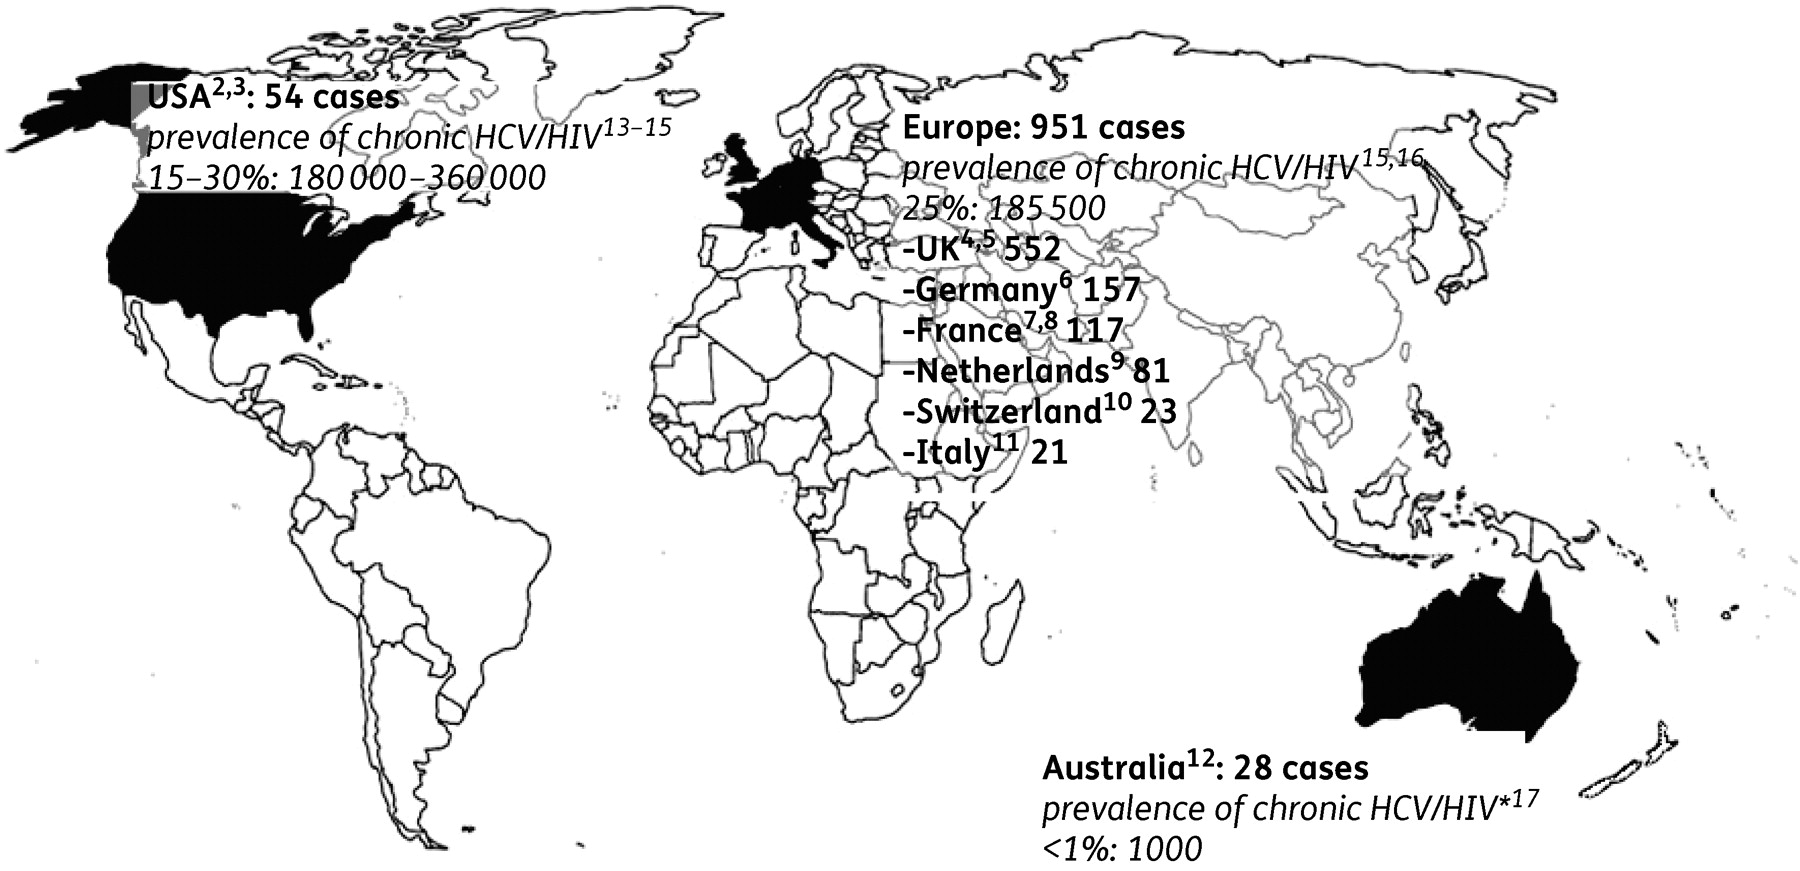 USA2,3: 54 cases
prevalence of chronic HCV/HIV13–15
15–30%: 180 000–360 000
Europe: 951 cases
prevalence of chronic HCV/HIV15,16
25%: 185 500
-UK4,5 552
-Germany6 157
-France7,8 117
-Netherlands9 81
-Switzerland10 23
-Italy11 21
Australia12: 28 cases
prevalence of chronic HCV/HIV*17
<1%: 1000